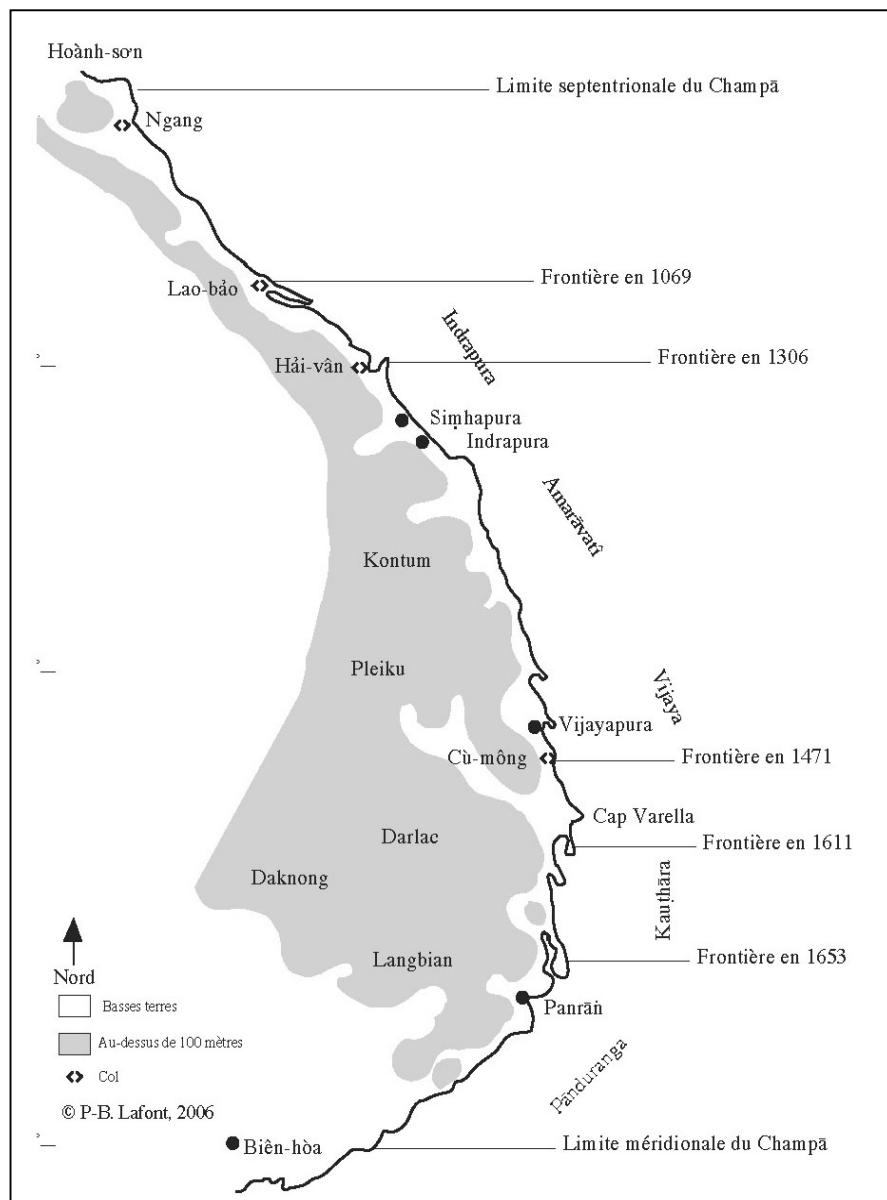 Hoành-sơn
Limite septentrionale du Champā
Ngang
Frontière en 1069
Lao-bảo
Indrapura
Frontière en 1306
Hải-vân
Siṃhapura
Indrapura
Amarāvatî
Kontum
Pleiku
Vijaya
Vijayapura
Cù-mông
Frontière en 1471
Cap Varella
Darlac
Frontière en 1611
Daknong
Kauṭhāra
Langbian
Frontière en 1653
Nord
Panrāṅ
Basses terres
Au-dessus de 100 mètres
Col
Pāṇḍuraṅga
© P-B. Lafont, 2006
Biên-hòa
Limite méridionale du Champā